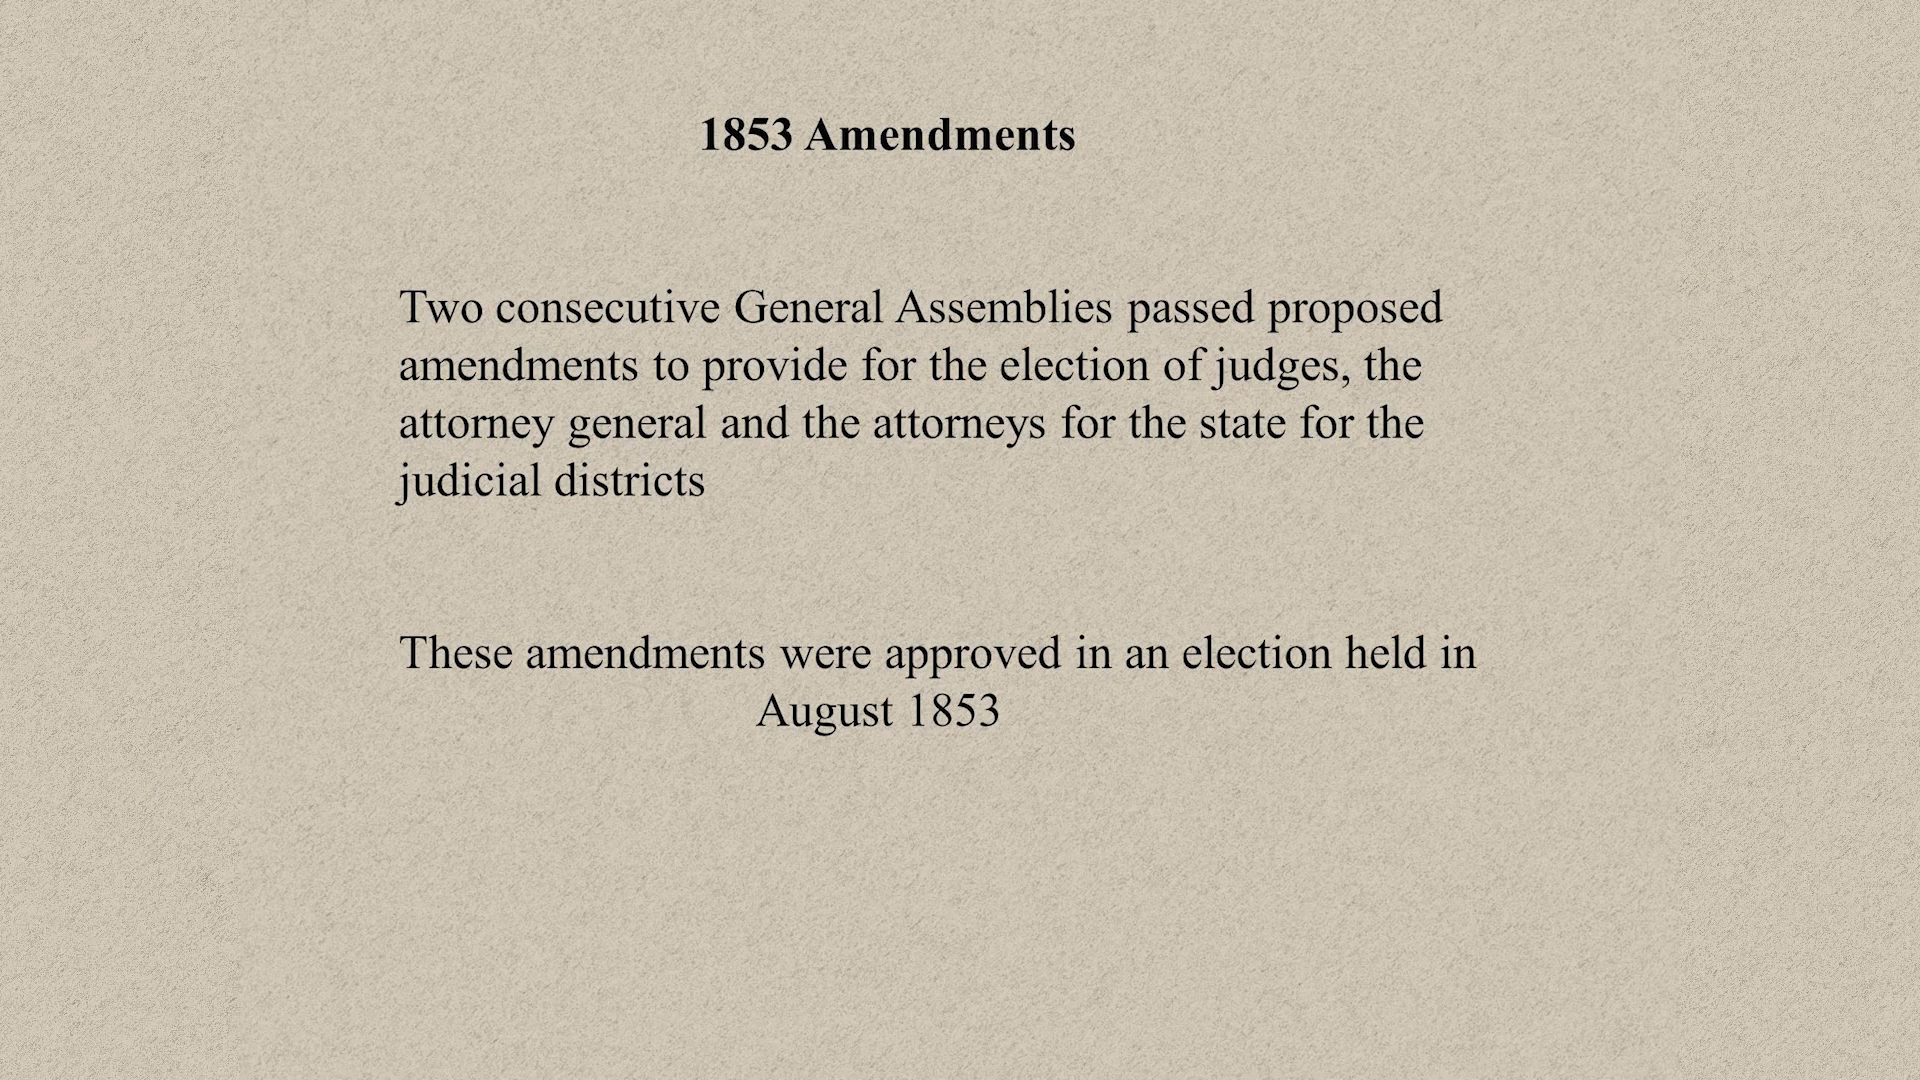 1853 Amendments
Two consecutive General Assemblies passed proposed
amendments to provide for the election of judges, the
attorney general and the attorneys for the state for the
judicial districts
These amendments were approved in an election held in
August 1853